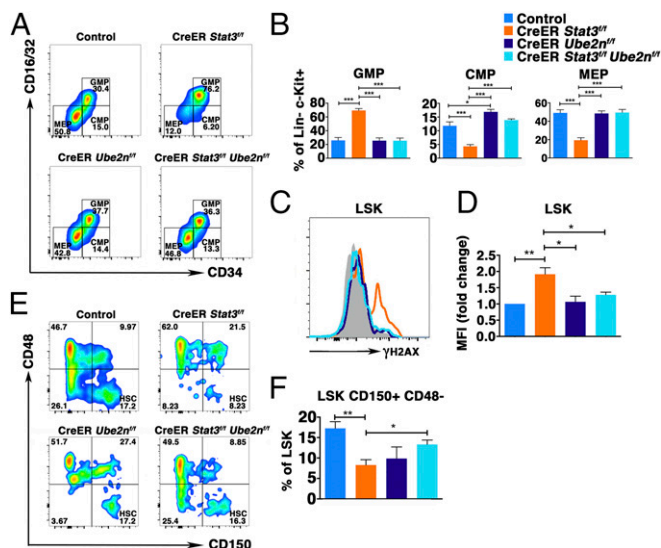 A
Control
CreER Stat3f/f
CD16/32
GMP
30.4
MEP
50.6
CMP
15.0
GMP
76.2
12.0
CMP
6.20
CreER Ube2nf/f
CreER Stat3f/f Ube2nf/f
GMP
37.7
MEP
42.8
CMP
14.4
GMP
36.3
MEP
46.8
CMP
13.3
CD34
B
Control
CreER Stat3f/f
CreER Ube2nf/f
CreER Stat3f/f Ube2nf/f
% of Lin- c-Kit+
GMP
80
60
40
20
0
***
***
***
CMP
20
15
10
5
0
***
***
*
***
MEP
60
40
20
0
***
***
***
C
LSK
γH2AX
D
LSK
MFI (fold change)
2.5
2.0
1.5
1.0
0.5
0.0
**
*
*
E
CD48
Control
46.7
9.97
26.1
HSC
17.2
CreER Stat3f/f
62.0
21.5
8.23
HSC
8.23
CreER Ube2nf/f
51.7
27.4
3.67
HSC
17.2
CreER Stat3f/f Ube2nf/f
49.5
8.85
25.4
HSC
16.3
CD150
F
LSK CD150+ CD48-
% of LSK
20
15
10
5
0
**
*